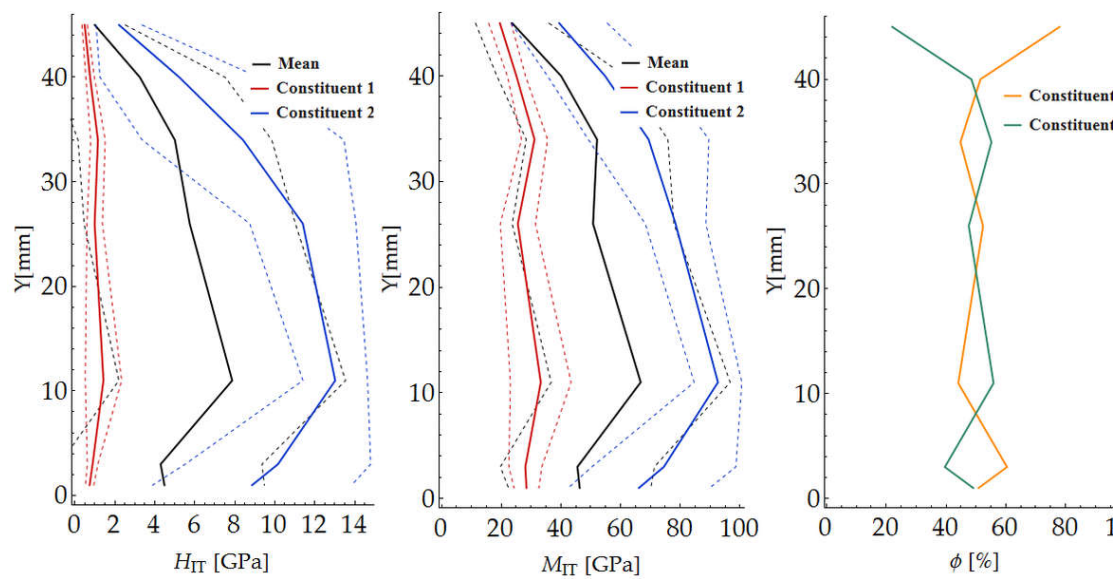 Mean
Constituent 1
Constituent 2
Y[mm]
40
30
20
10
0
0 2 4 6 8 10 12 14
H_IT [GPa]
Mean
Constituent 1
Constituent 2
Y[mm]
40
30
20
10
0
0 20 40 60 80 100
M_IT [GPa]
Constituent
Constituent
Y[mm]
40
30
20
10
0
0 20 40 60 80 10
ϕ [%]